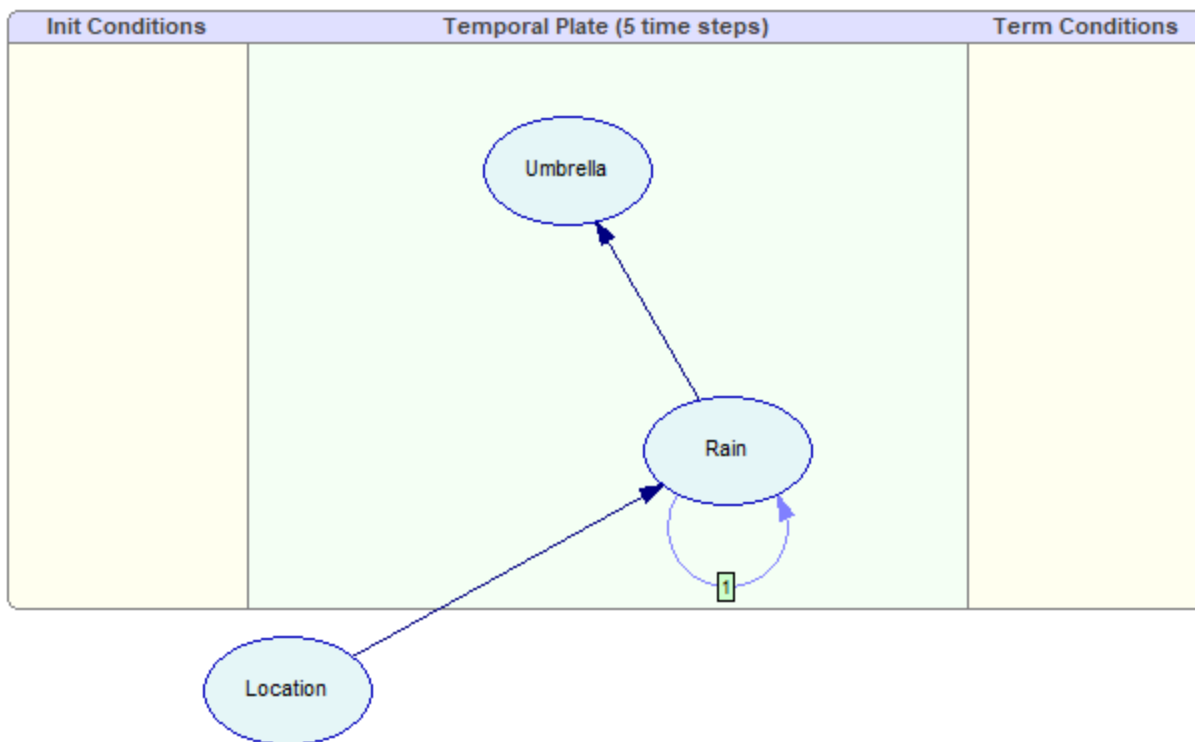 Init Conditions
Temporal Plate (5 time steps)
Term Conditions
Umbrella
Rain
1
Location